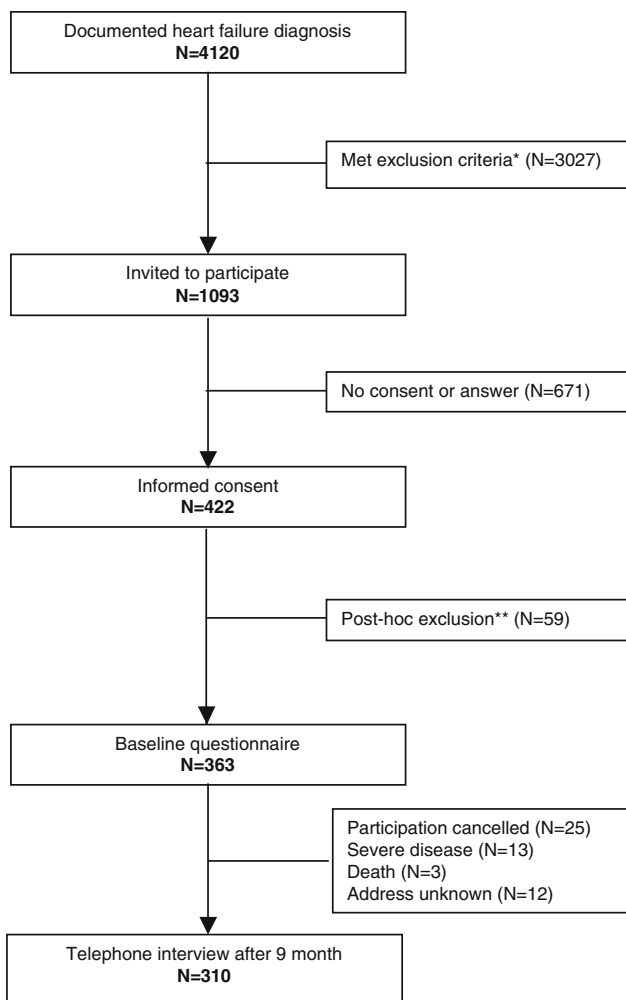 Documented heart failure diagnosis
N=4120
Met exclusion criteria* (N=3027)
Invited to participate
N=1093
No consent or answer (N=671)
Informed consent
N=422
Post-hoc exclusion** (N=59)
Baseline questionnaire
N=363
Participation cancelled (N=25)
Severe disease (N=13)
Death (N=3)
Address unknown (N=12)
Telephone interview after 9 month
N=310